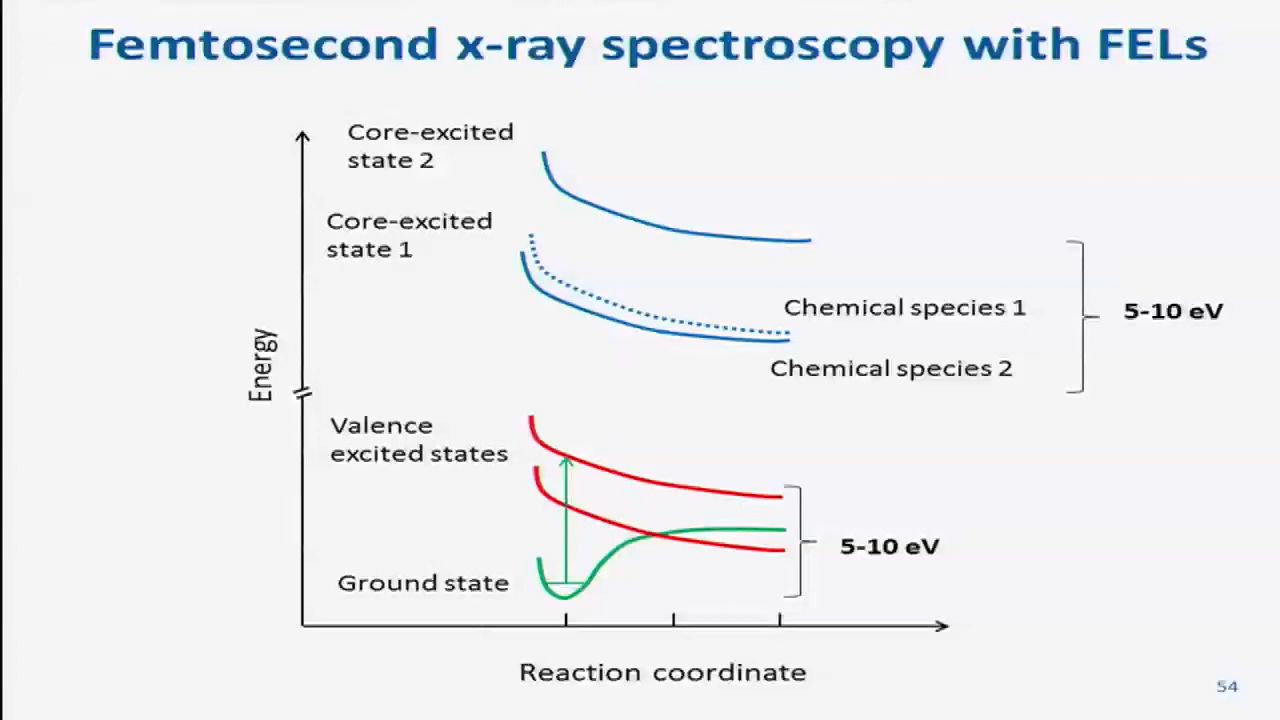 Femtosecond x-ray spectroscopy with FELs
Core-excited
state 2
Core-excited
state 1
Chemical species 1
5-10 eV
Chemical species 2
Energy
Valence
excited states
5-10 eV
Ground state
Reaction coordinate
54